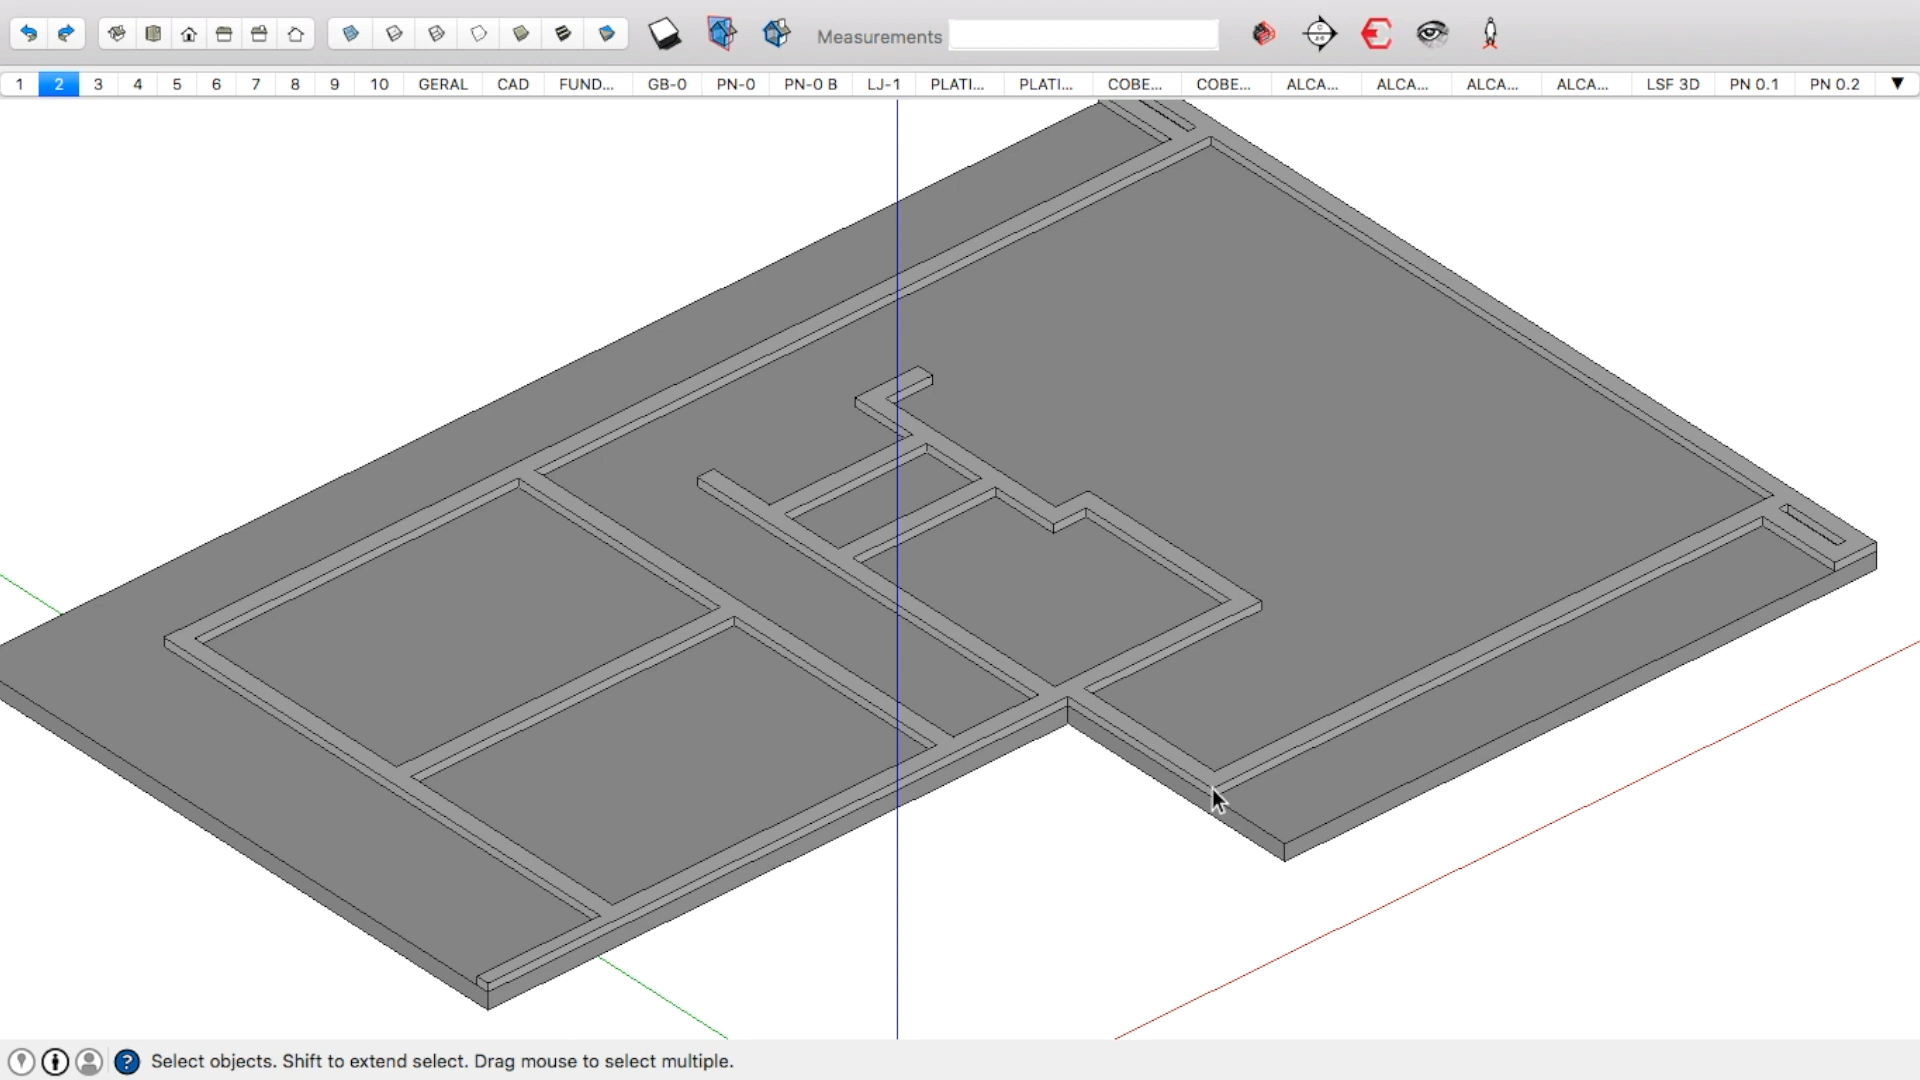 Measurements
1 2 3 4 5 6 7 8 9 10 GERAL CAD FUND... GB-0 PN-0 PN-0 B LJ-1 PLATI... PLATI... COBE... COBE... ALCA... ALCA... ALCA... ALCA... LSF 3D PN 0.1 PN 0.2
Select objects. Shift to extend select. Drag mouse to select multiple.